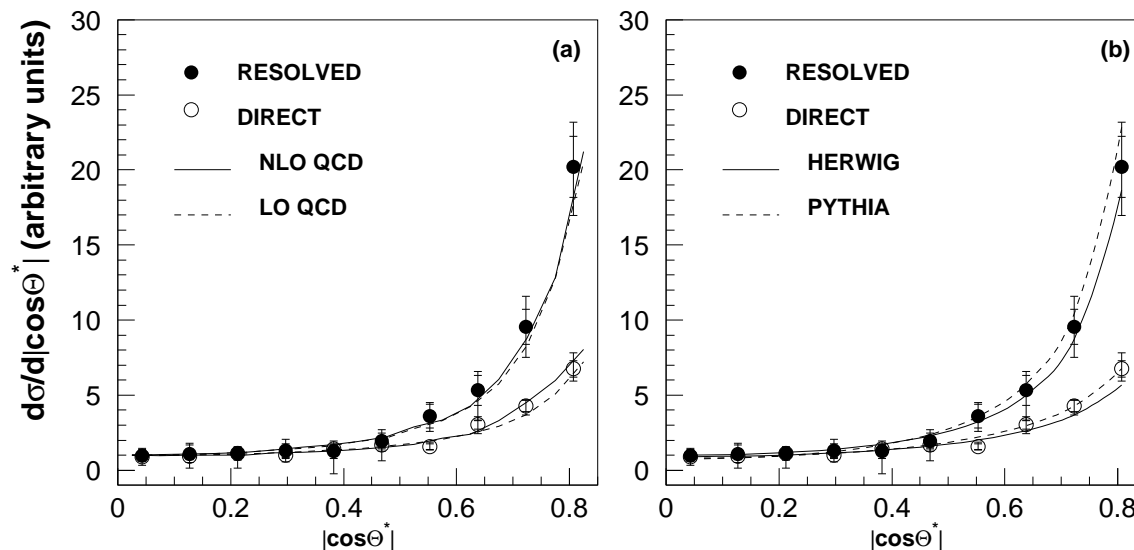 dσ/d|cosΘ*| (arbitrary units)
30
25
20
15
10
5
0
(a)
RESOLVED
DIRECT
NLO QCD
LO QCD
0 0.2 0.4 0.6 0.8
|cosΘ*|
30
25
20
15
10
5
0
(b)
RESOLVED
DIRECT
HERWIG
PYTHIA
0 0.2 0.4 0.6 0.8
|cosΘ*|